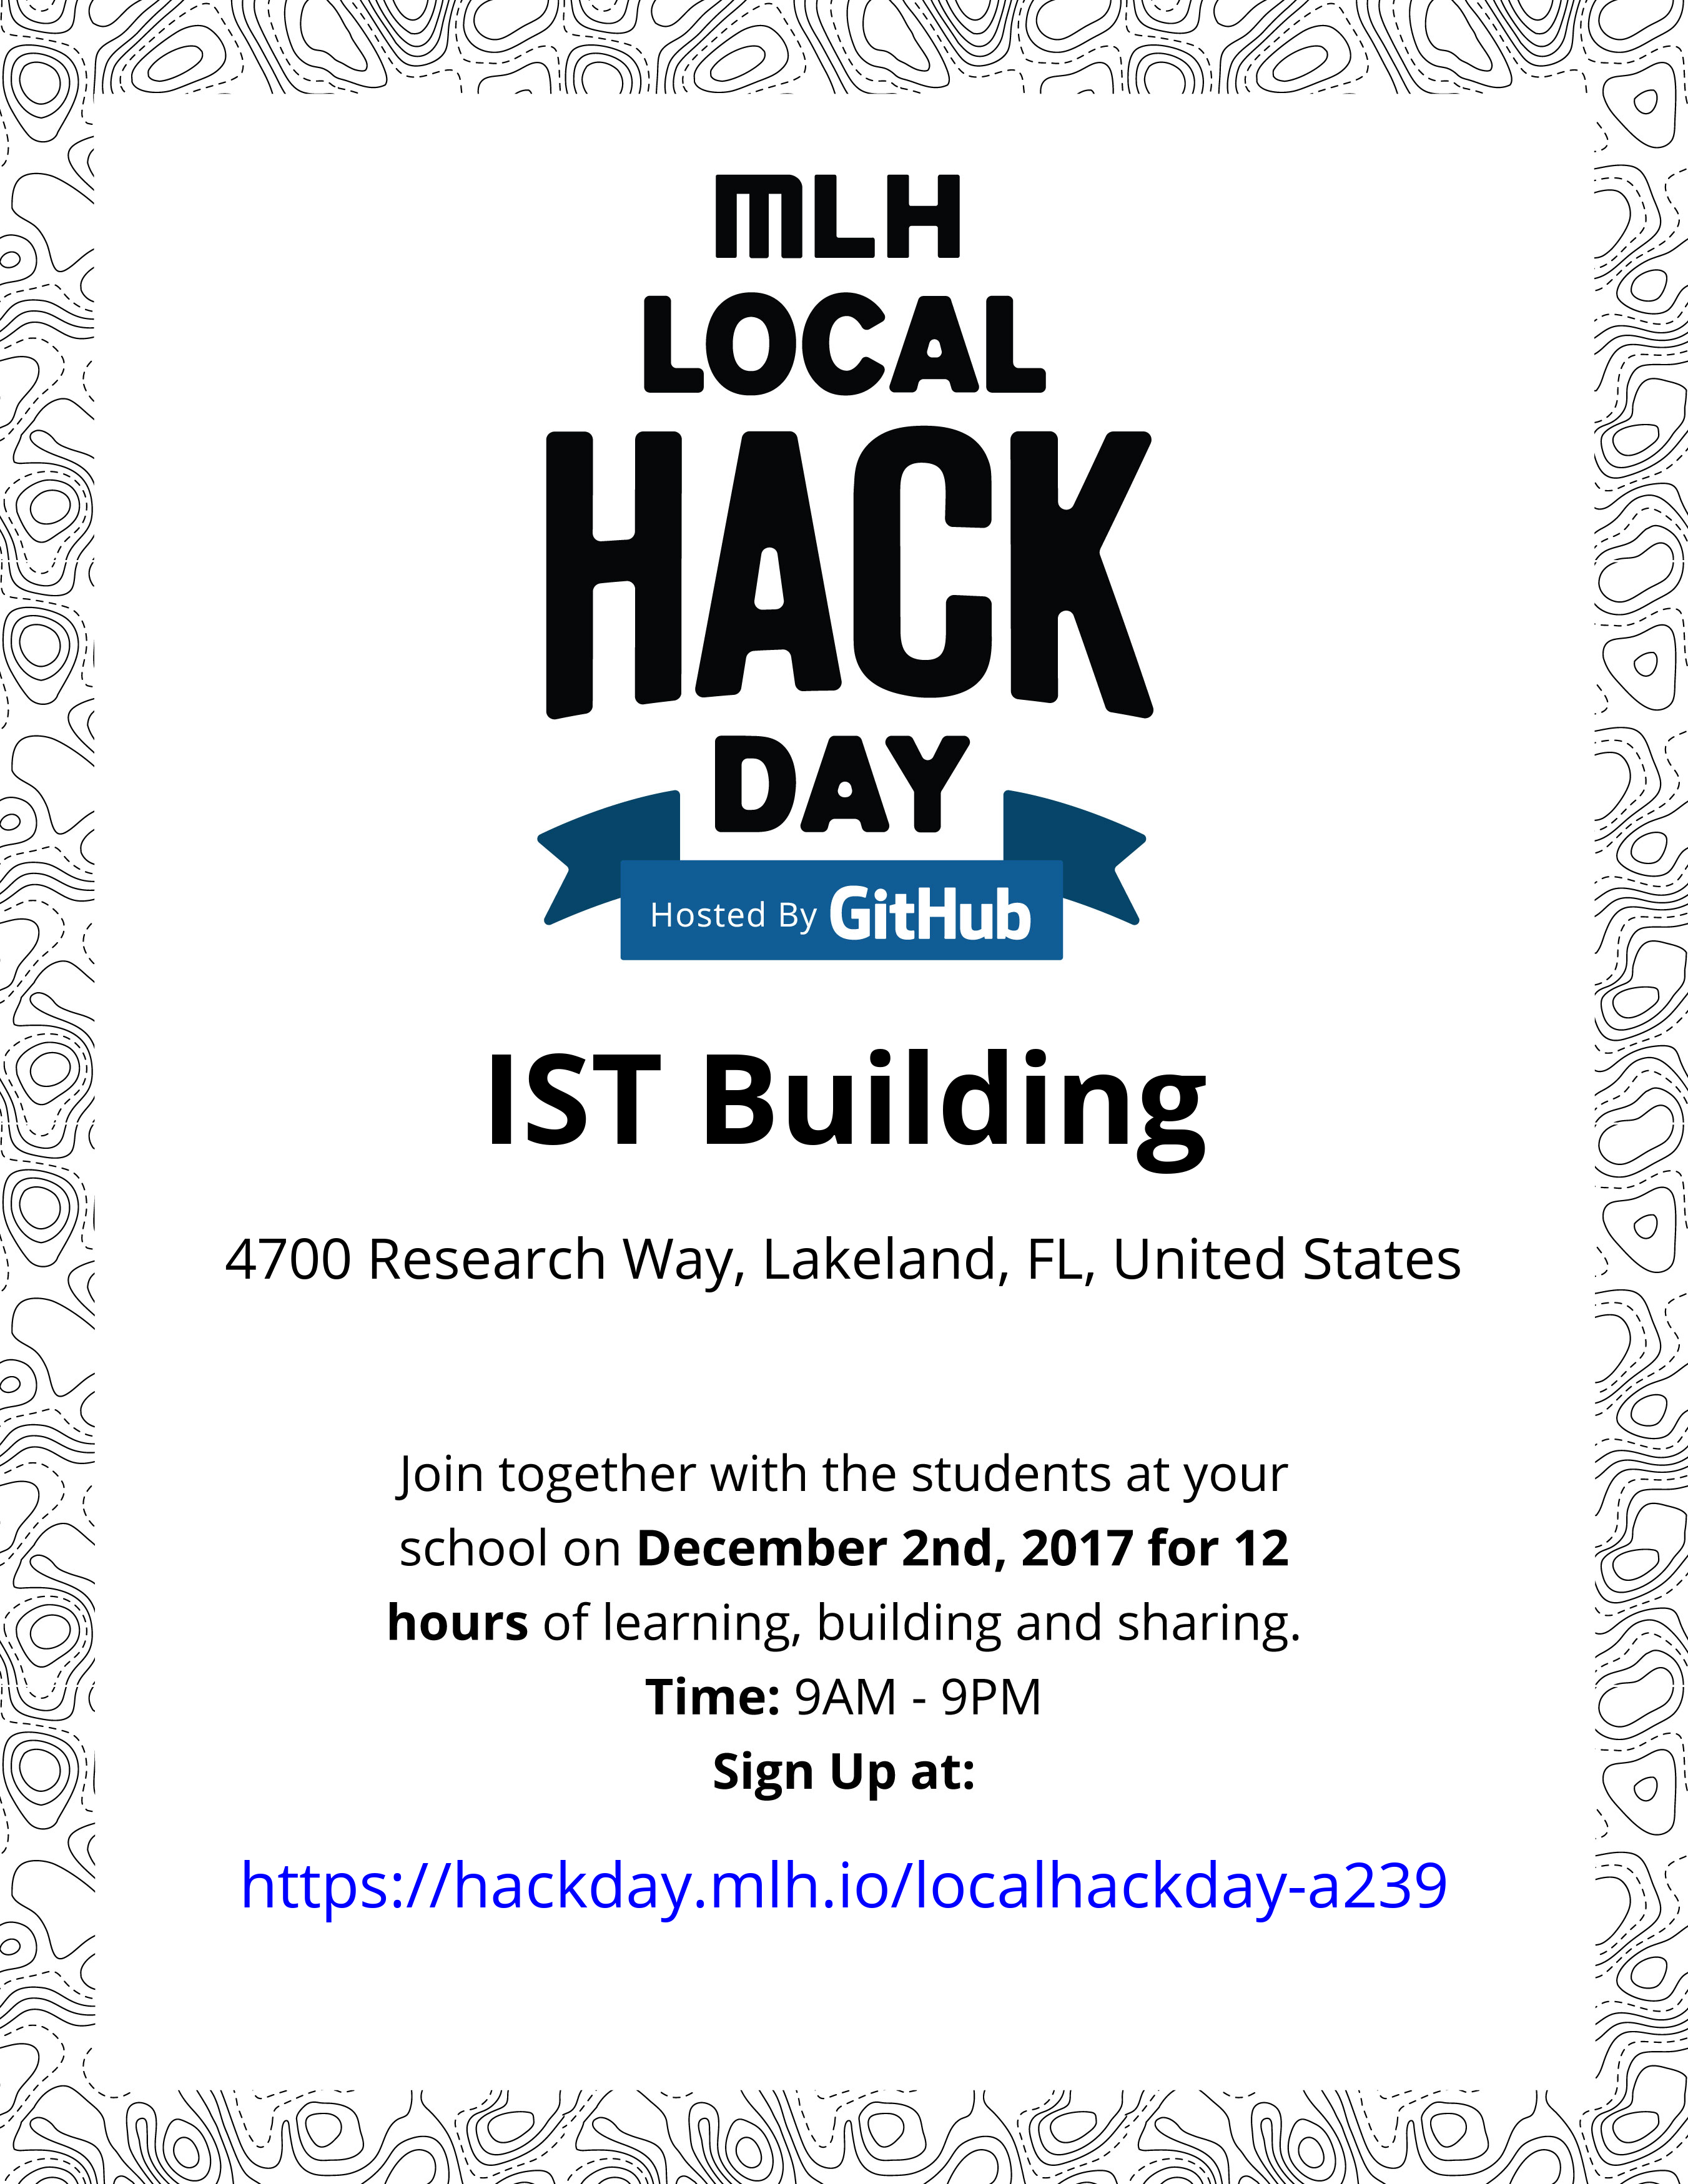 MLH
LOCAL
HACK
DAY
Hosted By GitHub
IST Building
4700 Research Way, Lakeland, FL, United States
Join together with the students at your
school on December 2nd, 2017 for 12
hours of learning, building and sharing.
Time: 9AM - 9PM
Sign Up at:
https://hackday.mlh.io/localhackday-a239